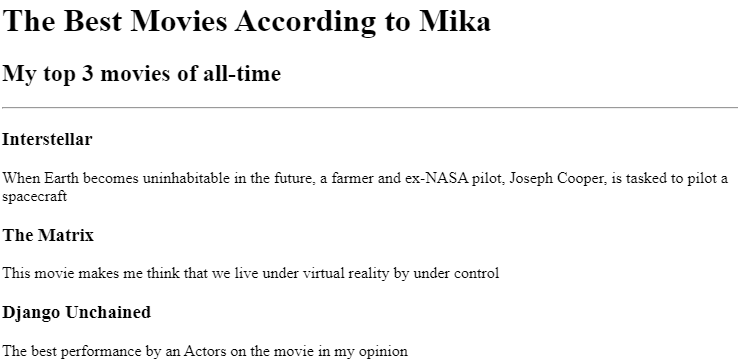 The Best Movies According to Mika
My top 3 movies of all-time
Interstellar
When Earth becomes uninhabitable in the future, a farmer and ex-NASA pilot, Joseph Cooper, is tasked to pilot a
spacecraft
The Matrix
This movie makes me think that we live under virtual reality by under control
Django Unchained
The best performance by an Actors on the movie in my opinion